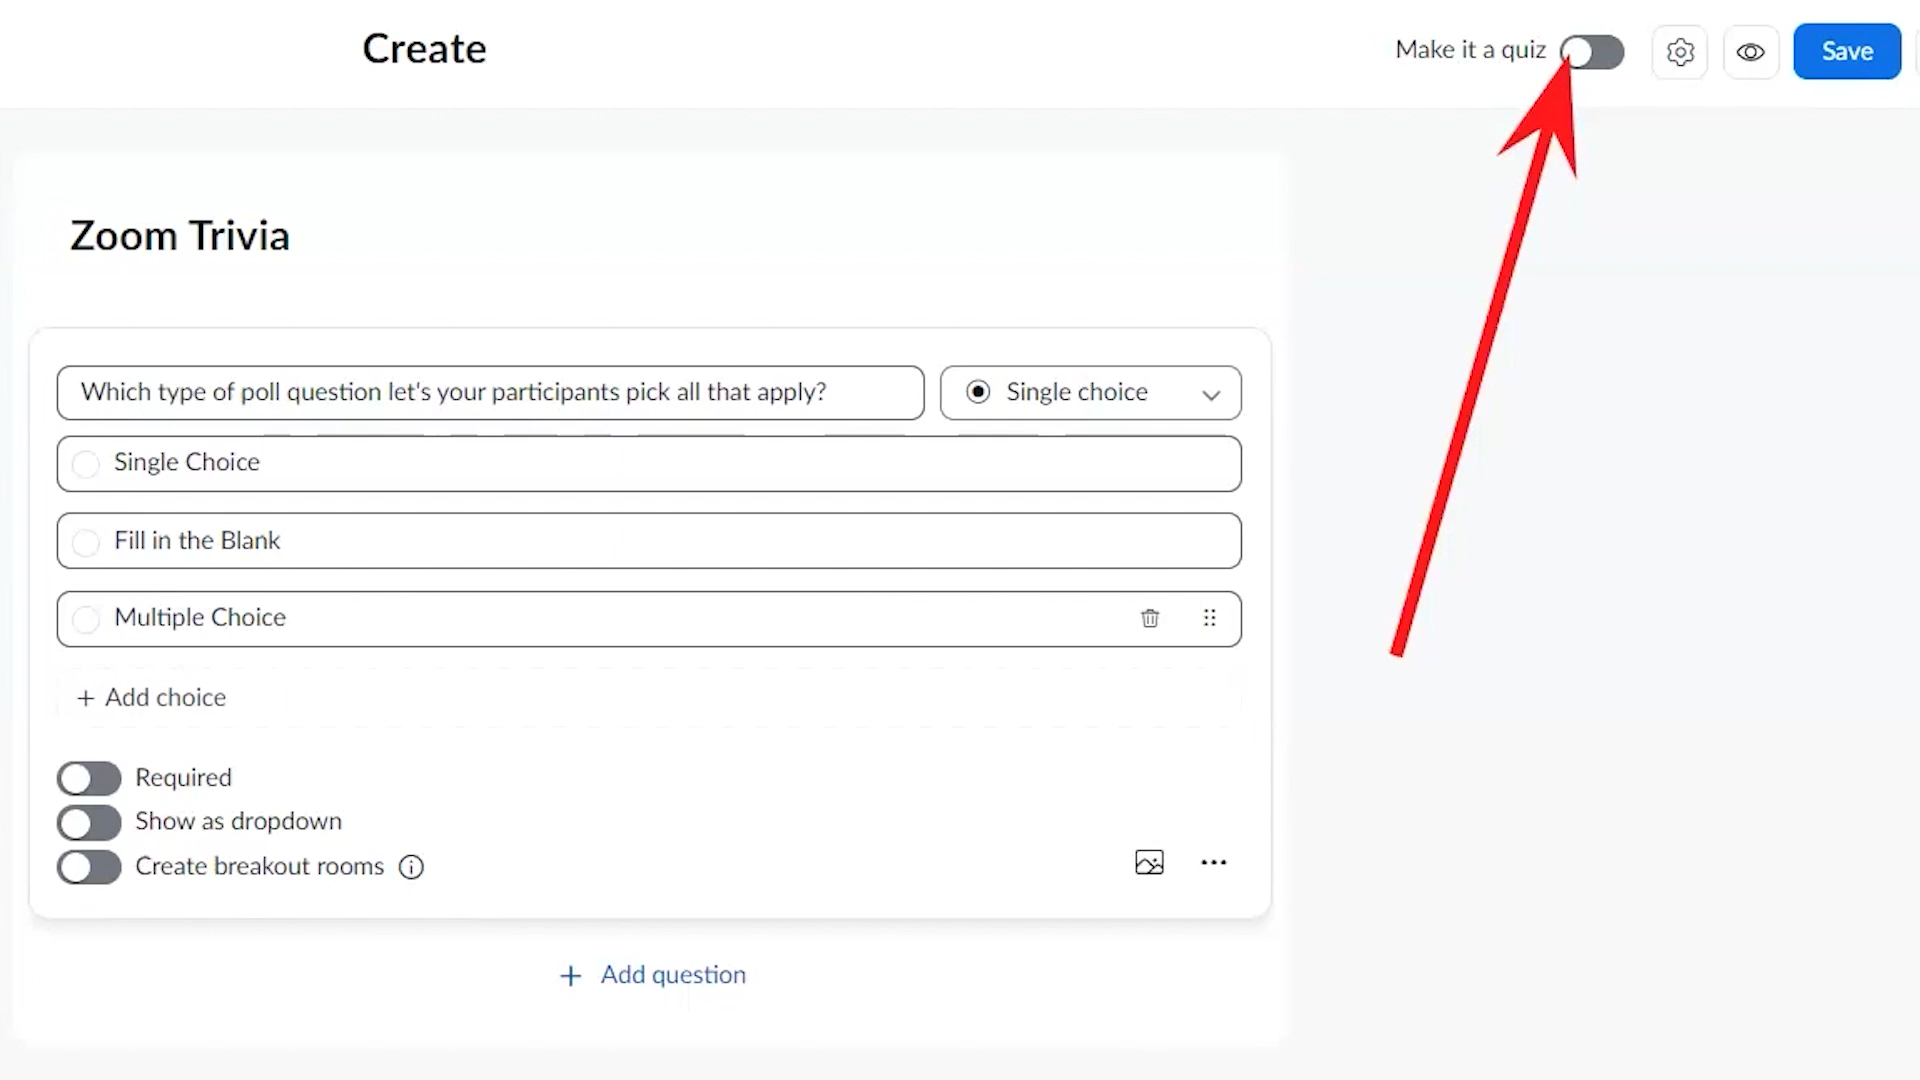 Create
Make it a quiz
Save
Zoom Trivia
Which type of poll question let's your participants pick all that apply?
Single choice
Single Choice
Fill in the Blank
Multiple Choice
+ Add choice
Required
Show as dropdown
Create breakout rooms
+ Add question